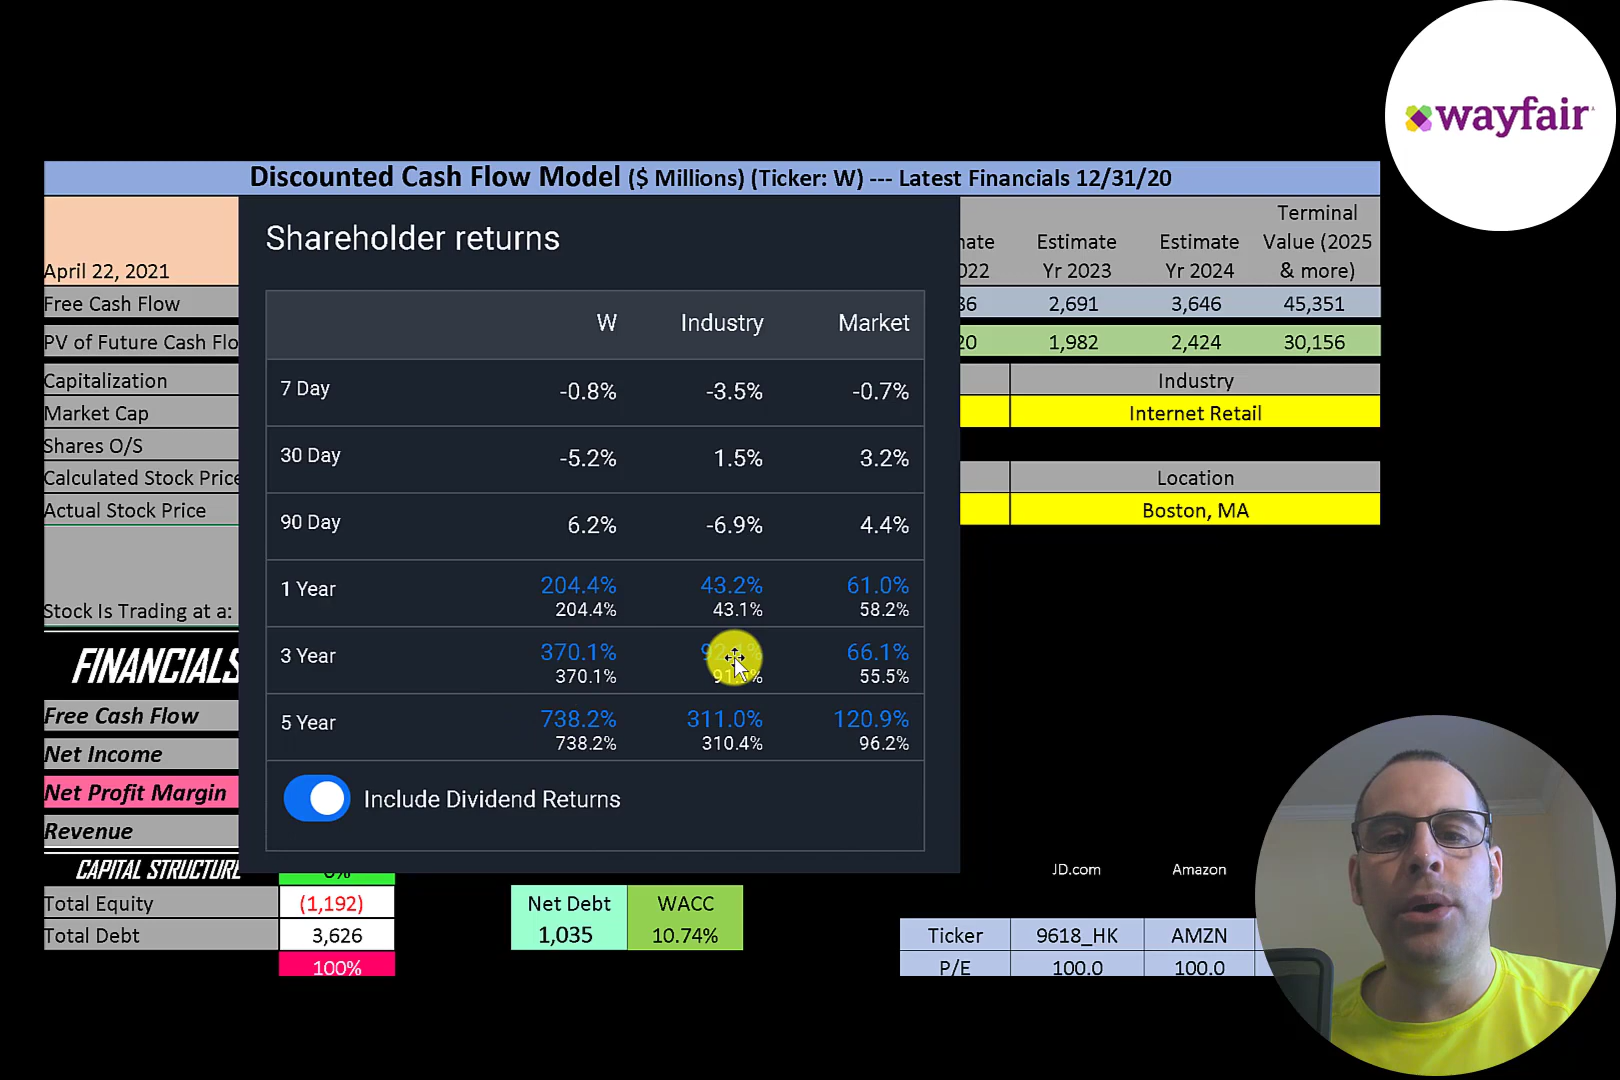 wayfair
Discounted Cash Flow Model ($ Millions) (Ticker: W) --- Latest Financials 12/31/20
Shareholder returns
April 22, 2021
Estimate Yr 2023
Estimate Yr 2024
Terminal Value (2025 & more)
Free Cash Flow 2,691 3,646 45,351
PV of Future Cash Flo 1,982 2,424 30,156
Capitalization Industry
Market Cap Internet Retail
Shares O/S
Calculated Stock Price Location
Actual Stock Price Boston, MA
Stock Is Trading at a:
W Industry Market
7 Day -0.8% -3.5% -0.7%
30 Day -5.2% 1.5% 3.2%
90 Day 6.2% -6.9% 4.4%
1 Year 204.4% 43.2% 61.0%
204.4% 43.1% 58.2%
3 Year 370.1% 66.1%
370.1% 55.5%
5 Year 738.2% 311.0% 120.9%
738.2% 310.4% 96.2%
Include Dividend Returns
FINANCIALS
Free Cash Flow
Net Income
Net Profit Margin
Revenue
CAPITAL STRUCTURE
Total Equity (1,192)
Total Debt 3,626
100%
Net Debt WACC
1,035 10.74%
JD.com Amazon
Ticker 9618_HK AMZN
P/E 100.0 100.0